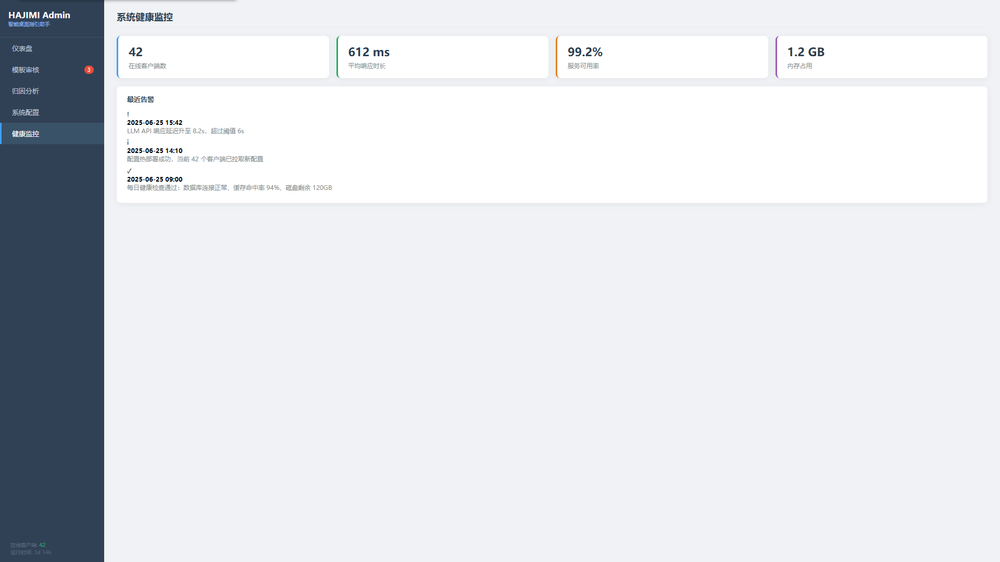 HAJIMI Admin
智能桌面指引助手
仪表盘
模板审核 3
归因分析
系统配置
健康监控
在线客户端: 42
运行时间: 3d 14h
系统健康监控
42
在线客户端数
612 ms
平均响应时长
99.2%
服务可用率
1.2 GB
内存占用
最近告警
!
2025-06-25 15:42
LLM API 响应延迟升至 8.2s，超过阈值 6s
i
2025-06-25 14:10
配置热部署成功，当前 42 个客户端已拉取新配置
✓
2025-06-25 09:00
每日健康检查通过：数据库连接正常、缓存命中率 94%、磁盘剩余 120GB